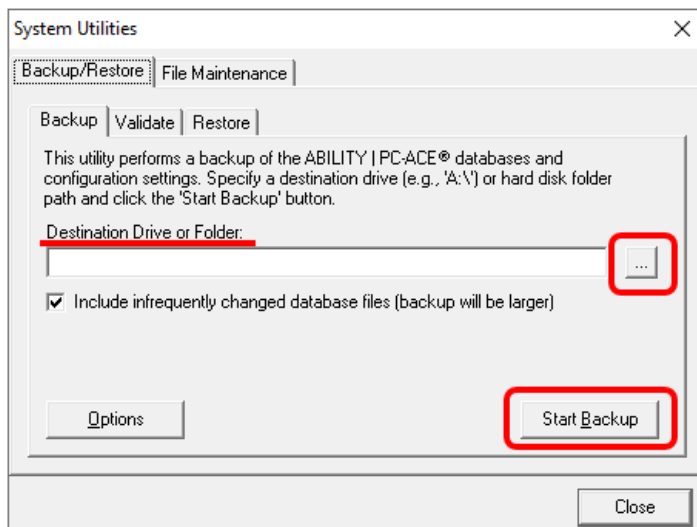 System Utilities
Backup/Restore File Maintenance
Backup Validate Restore
This utility performs a backup of the ABILITY | PC-ACE® databases and
configuration settings. Specify a destination drive (e.g., 'A:\') or hard disk folder
path and click the 'Start Backup' button.
Destination Drive or Folder:
...
Include infrequently changed database files (backup will be larger)
Options Start Backup
Close